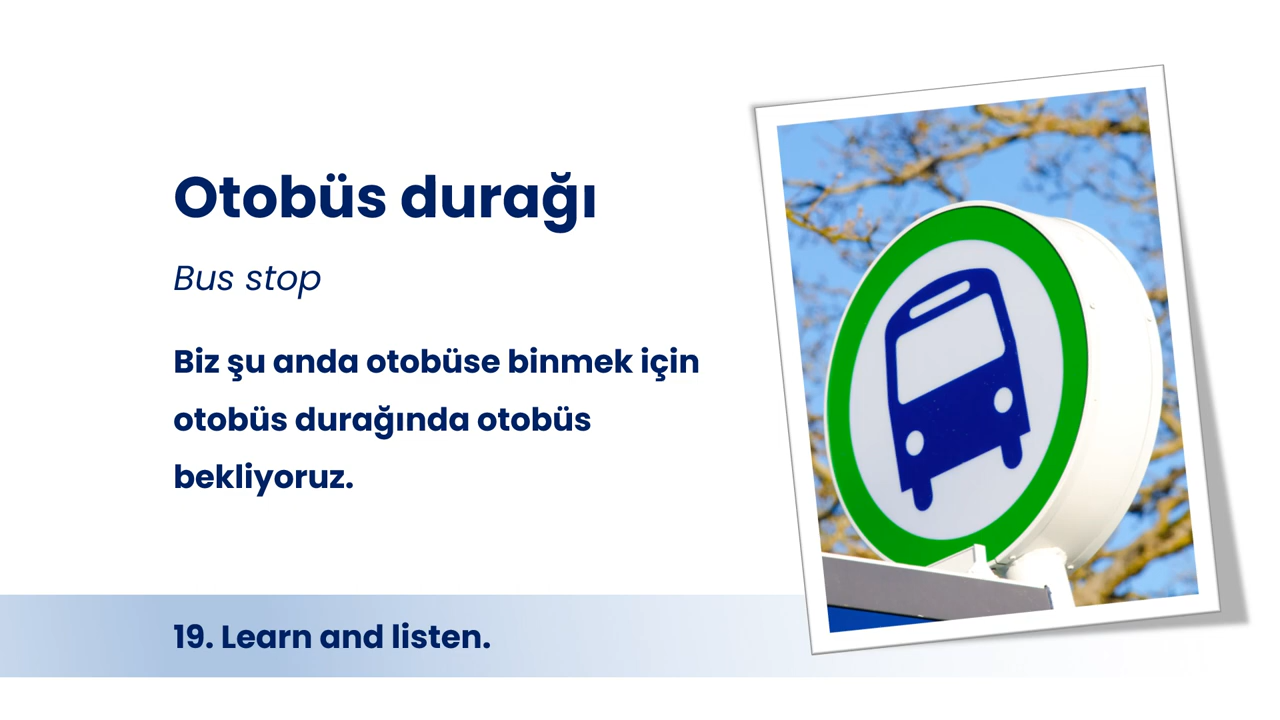 Otobüs durağı
Bus stop
Biz şu anda otobüse binmek için
otobüs durağında otobüs
bekliyoruz.
19. Learn and listen.